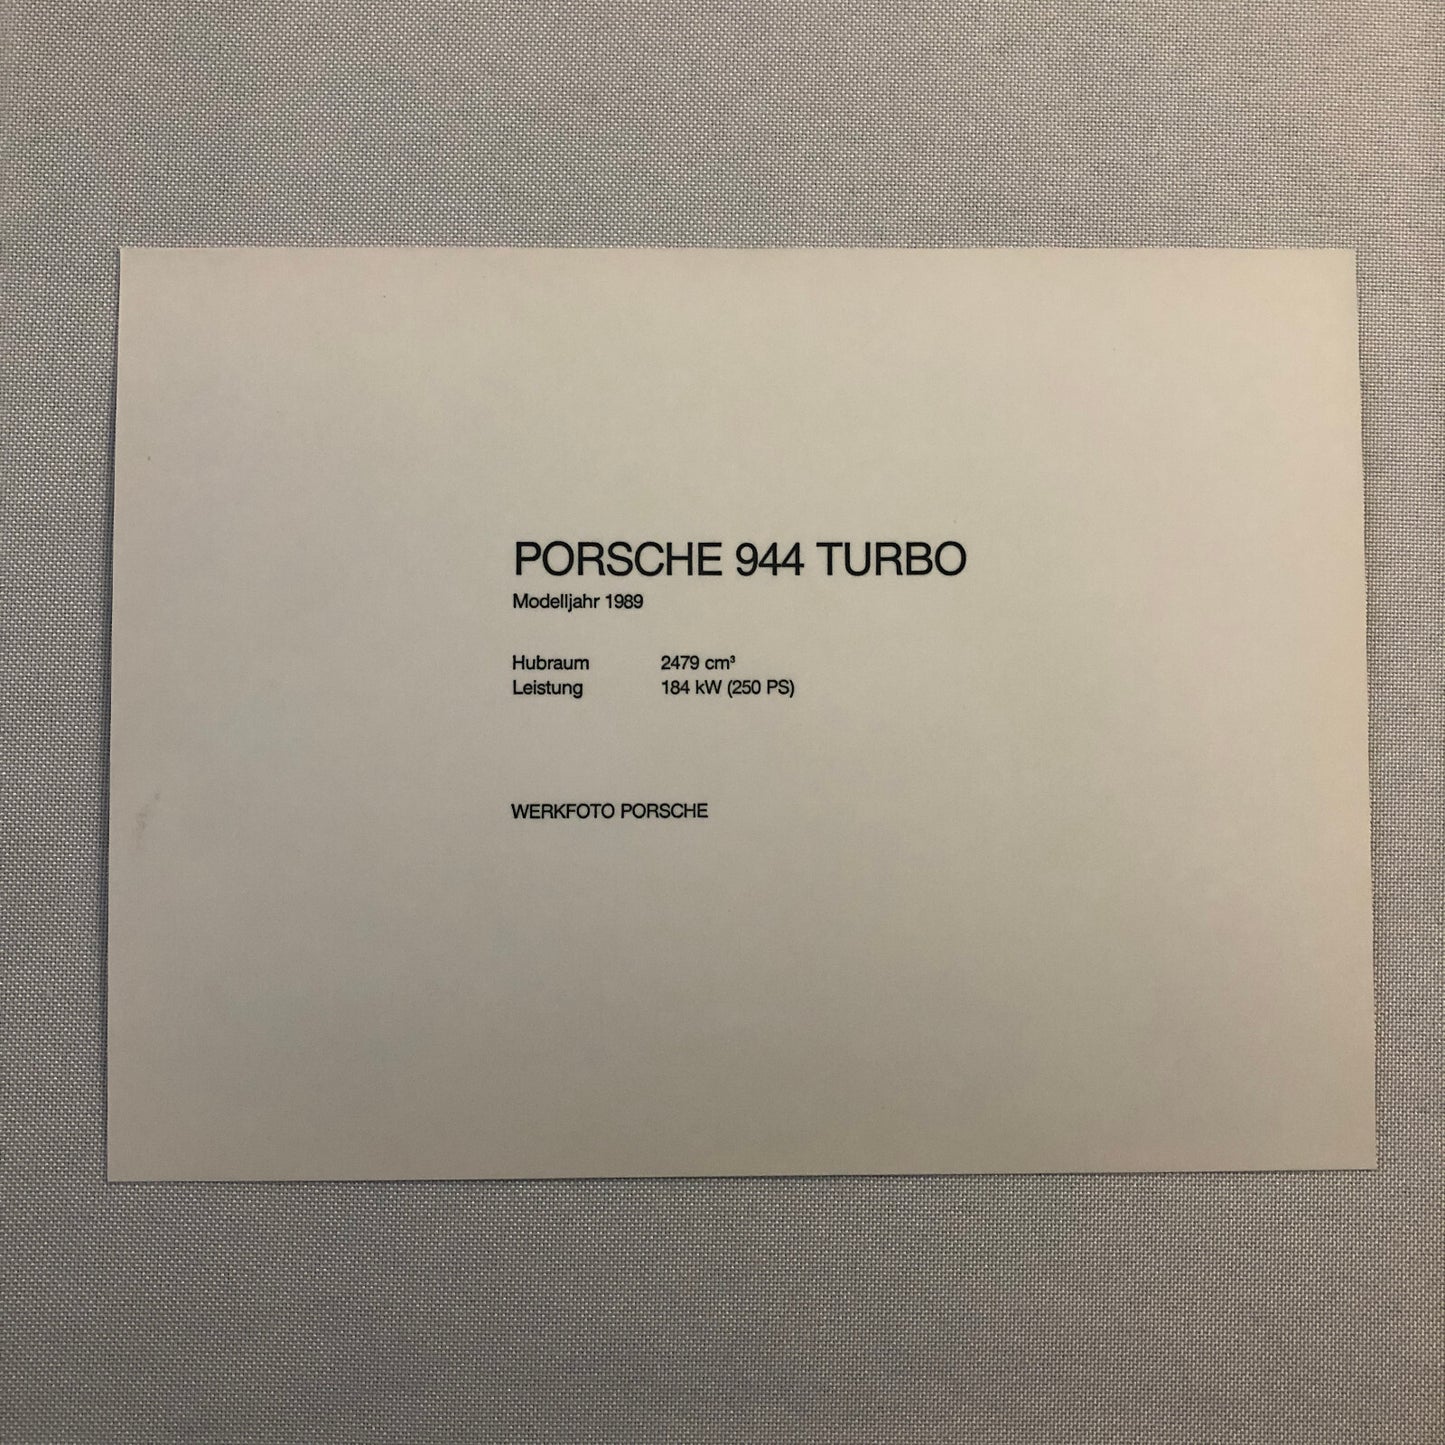 PORSCHE 944 TURBO
Modelljahr 1989
Hubraum 2479 cm³
Leistung 184 kW (250 PS)
WERKFOTO PORSCHE